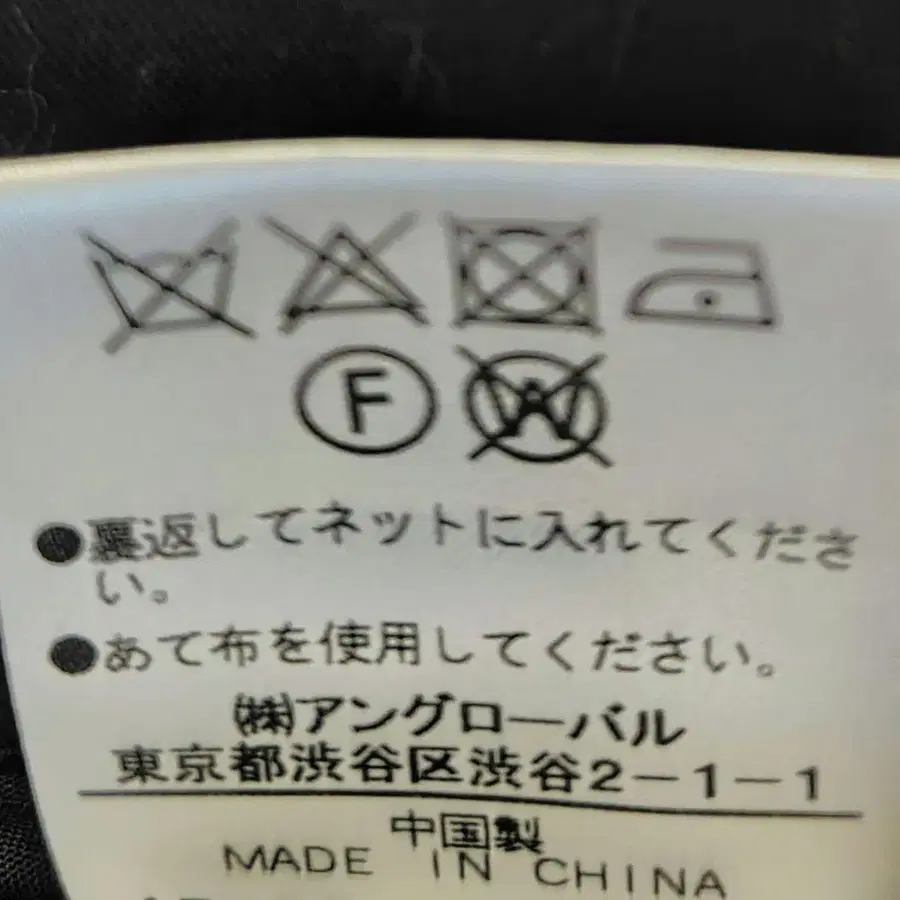 F
W
●裏返してネットに入れてくださ
い。
●あて布を使用してください。
㈱アングローバル
東京都渋谷区渋谷2-1-1
中国製
MADE IN CHINA